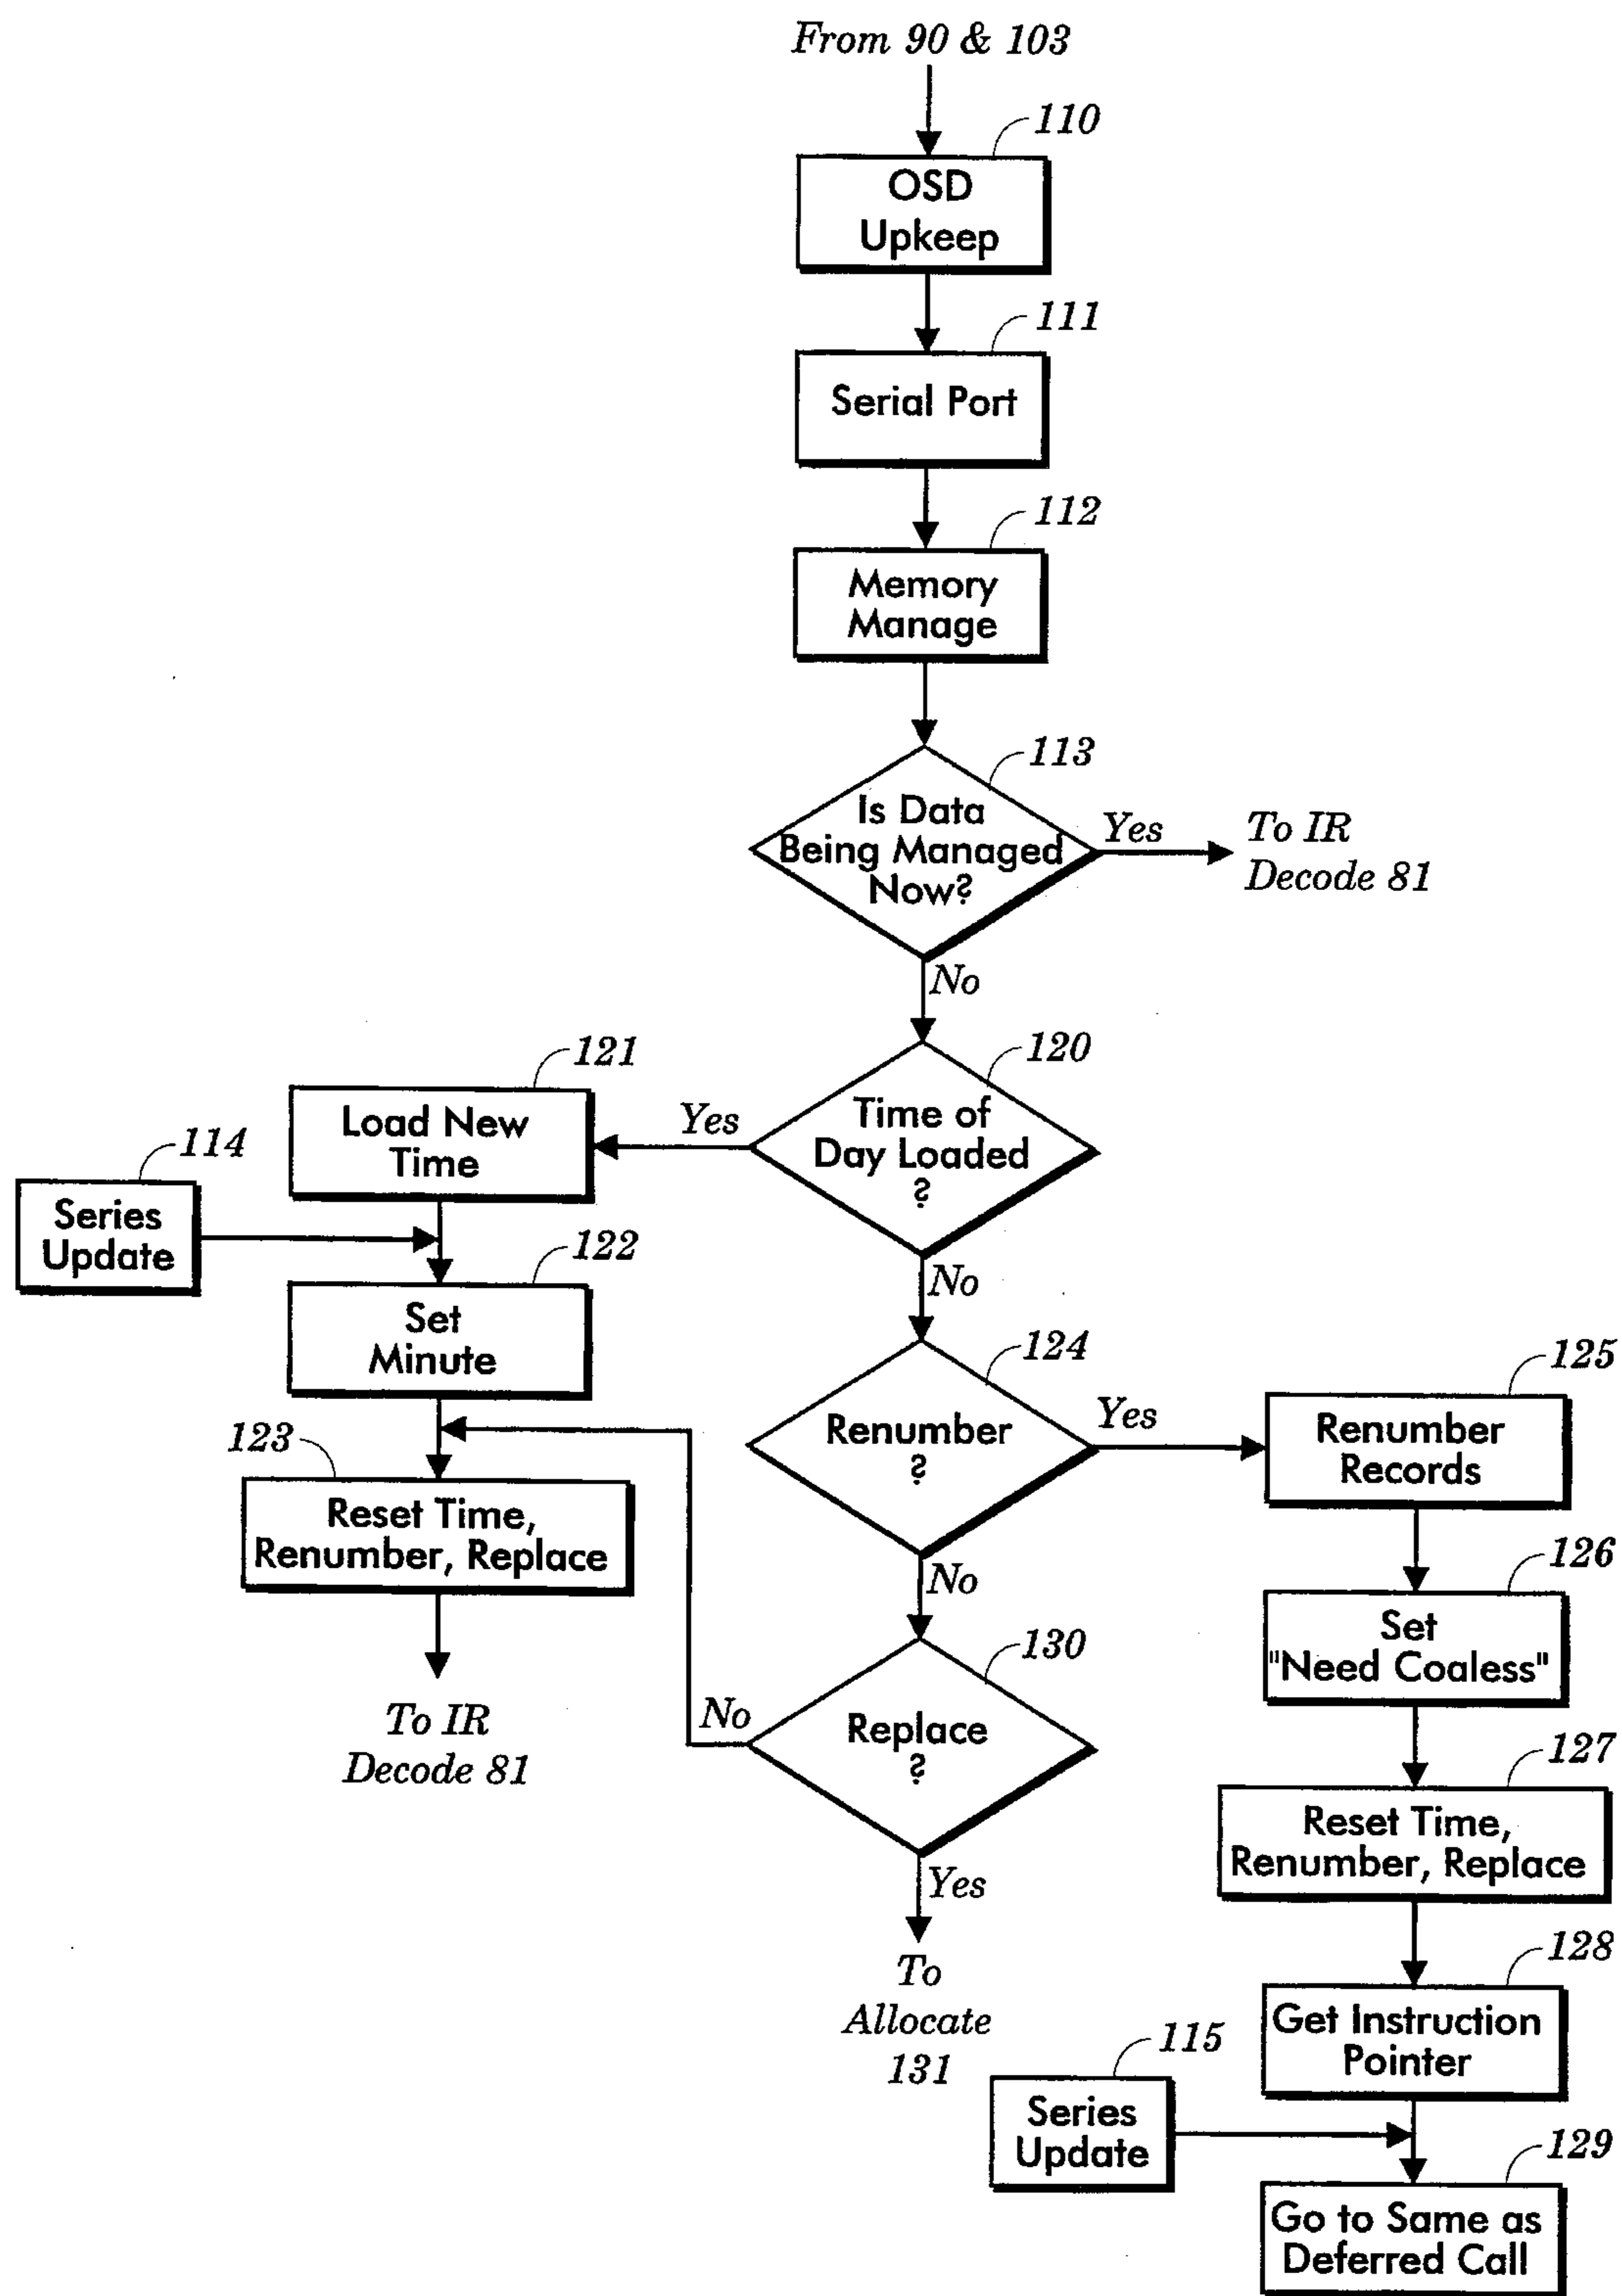 From 90 & 103
110
OSD
Upkeep
111
Serial Port
112
Memory
Manage
113
Is Data
Being Managed
Now?
Yes
To IR
Decode 81
No
120
Time of
Day Loaded
?
Yes
121
Load New
Time
114
Series
Update
122
Set
Minute
123
Reset Time,
Renumber, Replace
To IR
Decode 81
No
124
Renumber
?
Yes
125
Renumber
Records
126
Set
"Need Coaless"
127
Reset Time,
Renumber, Replace
128
Get Instruction
Pointer
115
Series
Update
129
Go to Same as
Deferred Call
No
130
Replace
?
No
Yes
To
Allocate
131